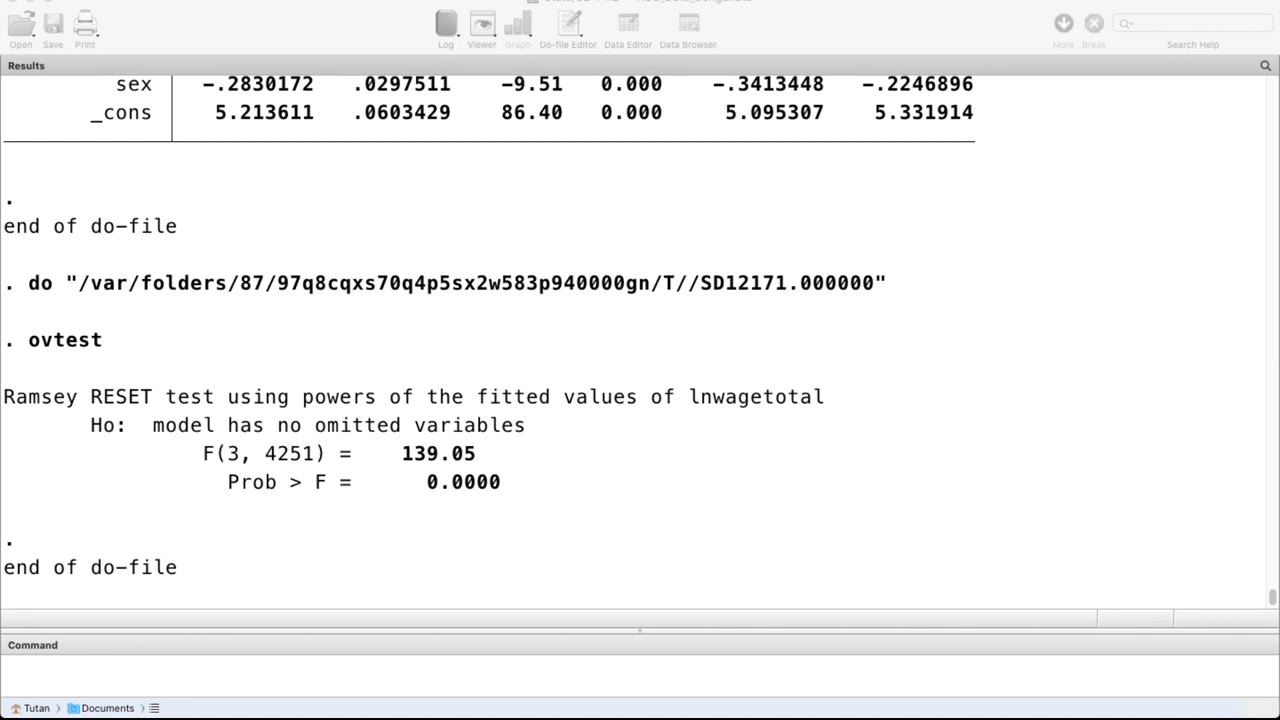 Open Save Print Log Viewer Graph Do-file Editor Data Editor Data Browser More Break Search Help
Results
sex -.2830172 .0297511 -9.51 0.000 -.3413448 -.2246896
_cons 5.213611 .0603429 86.40 0.000 5.095307 5.331914
.
end of do-file
. do "/var/folders/87/97q8cqxs70q4p5sx2w583p940000gn/T//SD12171.000000"
. ovtest
Ramsey RESET test using powers of the fitted values of lnwagetotal
Ho: model has no omitted variables
F(3, 4251) = 139.05
Prob > F = 0.0000
.
end of do-file
Command
Tutan 〉 Documents 〉